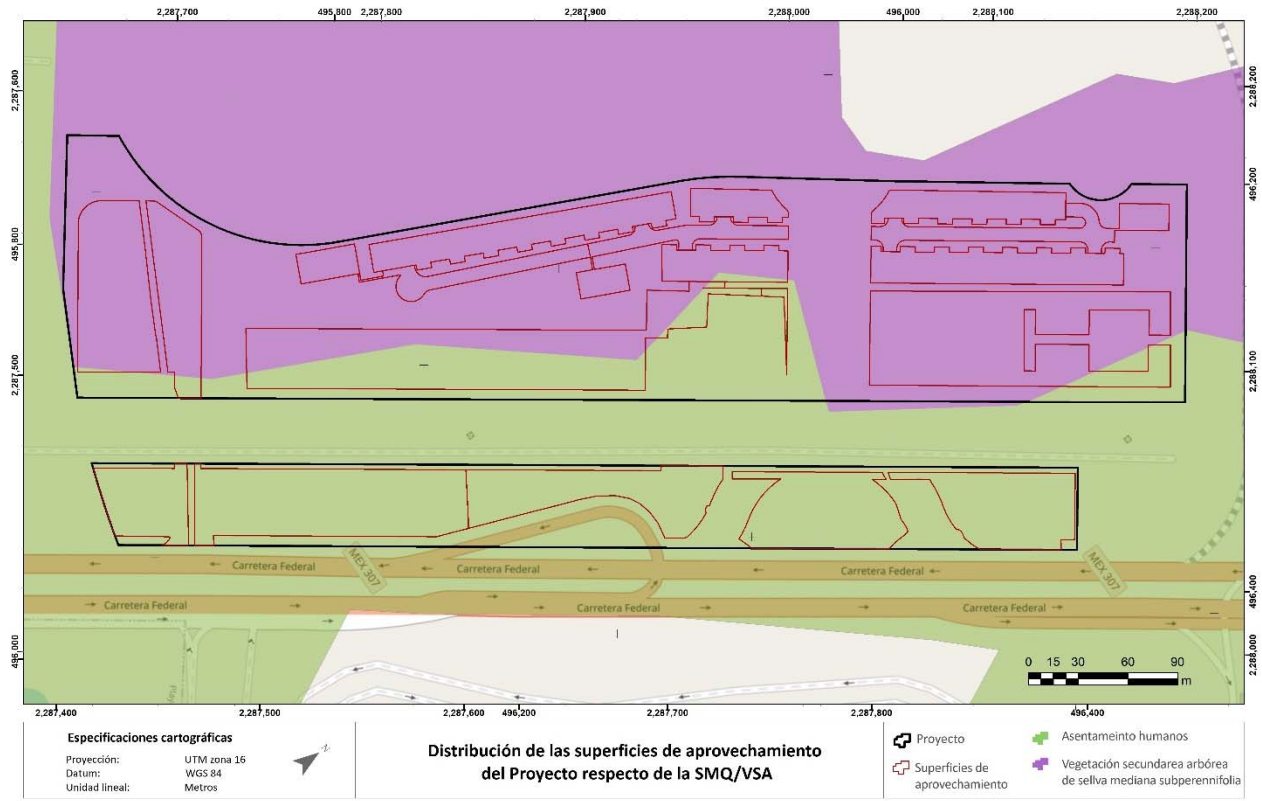 2,287,700 495,800 2,287,800 2,287,900 2,288,000 496,000 2,288,100 2,288,200
2,287,600
2,288,200
495,800
496,200
2,287,500
2,288,100
MEX 307
MEX 307
Carretera Federal
Carretera Federal
Carretera Federal
Carretera Federal
Carretera Federal
Carretera Federal
496,400
496,000
2,288,000
0 15 30 60 90
m
2,287,400 2,287,500 2,287,600 496,200 2,287,700 2,287,800 496,400
Especificaciones cartográficas
Proyección: UTM zona 16
Datum: WGS 84
Unidad lineal: Metros
N
Distribución de las superficies de aprovechamiento
del Proyecto respecto de la SMQ/VSA
Proyecto
Superficies de
aprovechamiento
Asentameinto humanos
Vegetación secundarea arbórea
de sellva mediana subperennifolia